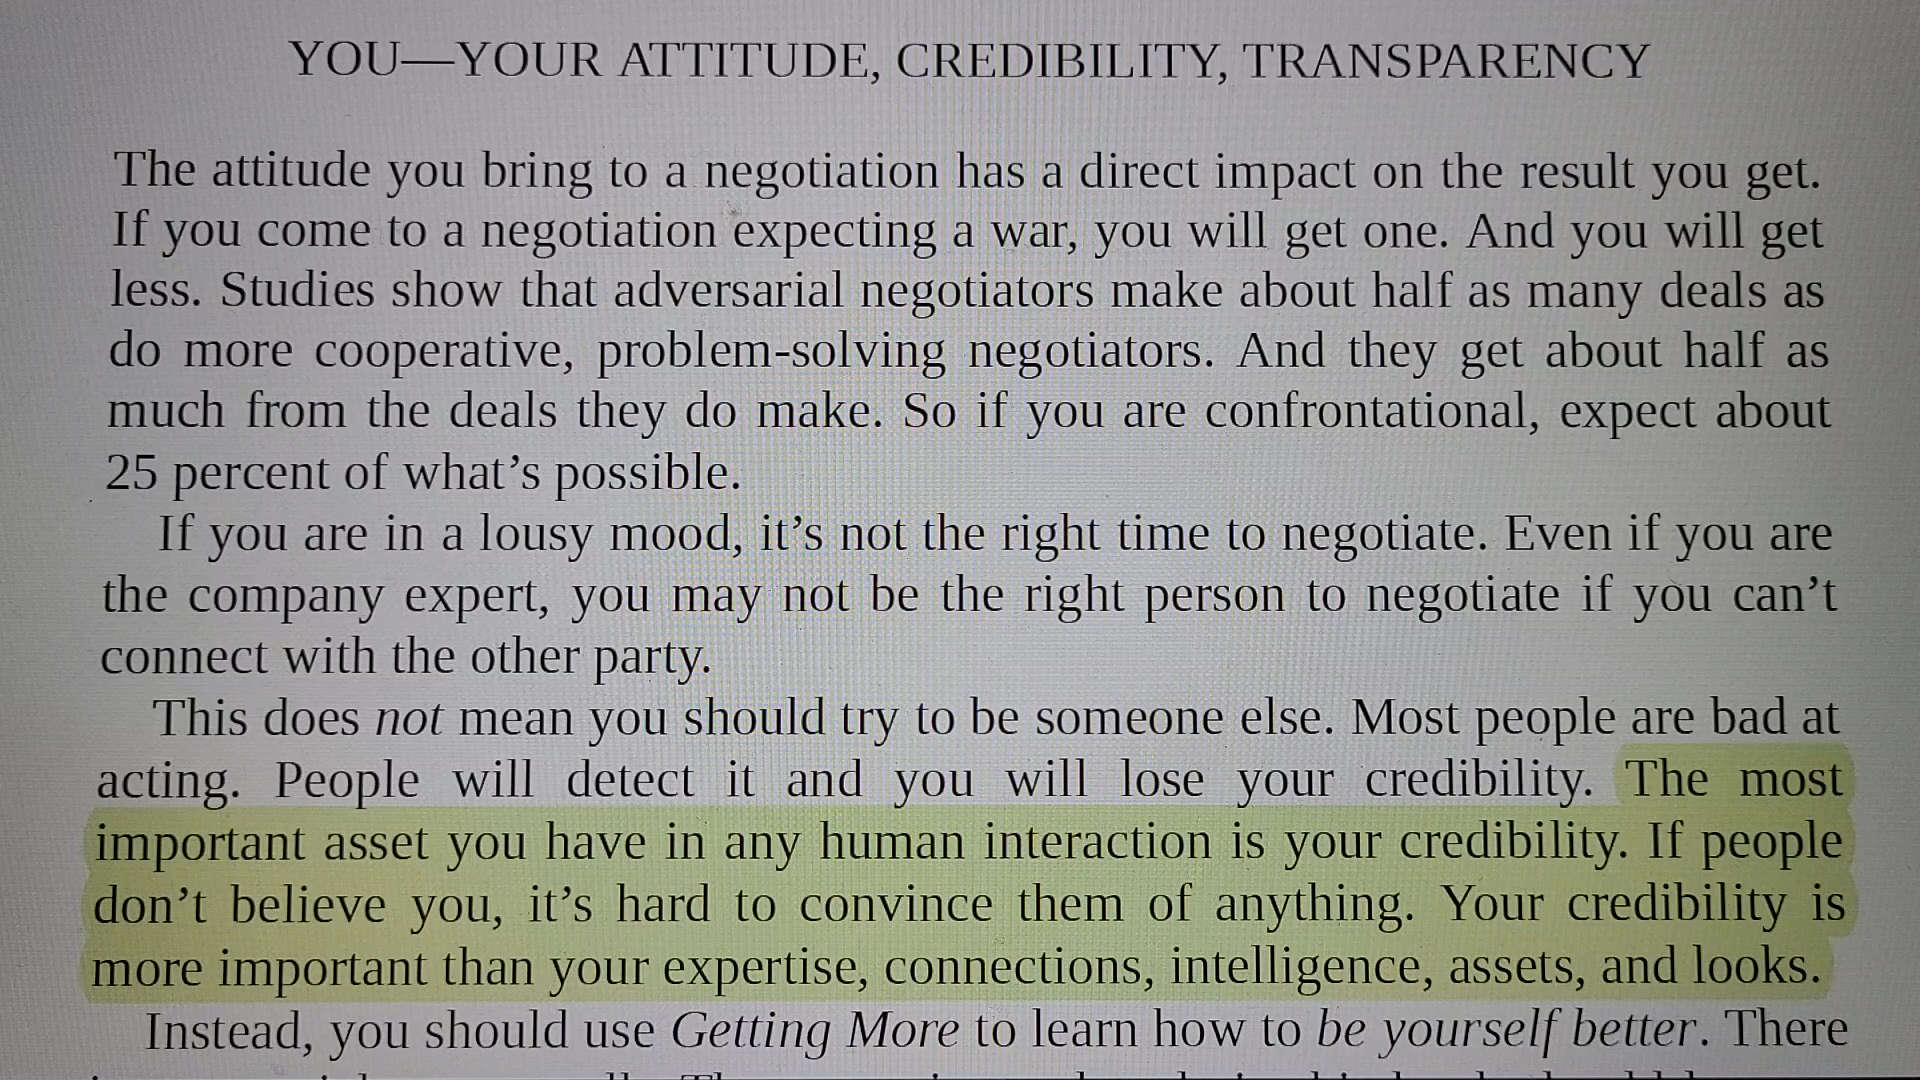 YOU—YOUR ATTITUDE, CREDIBILITY, TRANSPARENCY
The attitude you bring to a negotiation has a direct impact on the result you get.
If you come to a negotiation expecting a war, you will get one. And you will get
less. Studies show that adversarial negotiators make about half as many deals as
do more cooperative, problem-solving negotiators. And they get about half as
much from the deals they do make. So if you are confrontational, expect about
25 percent of what’s possible.
If you are in a lousy mood, it’s not the right time to negotiate. Even if you are
the company expert, you may not be the right person to negotiate if you can’t
connect with the other party.
This does not mean you should try to be someone else. Most people are bad at
acting. People will detect it and you will lose your credibility. The most
important asset you have in any human interaction is your credibility. If people
don’t believe you, it’s hard to convince them of anything. Your credibility is
more important than your expertise, connections, intelligence, assets, and looks.
Instead, you should use Getting More to learn how to be yourself better. There